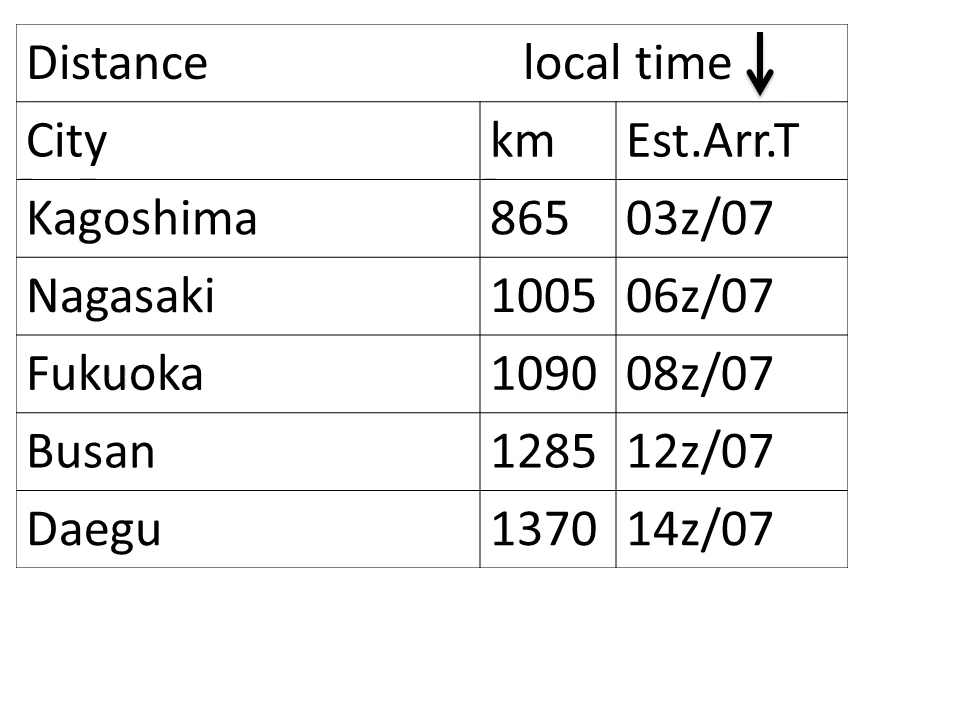 Distance local time
City km Est.Arr.T
Kagoshima 865 03z/07
Nagasaki 1005 06z/07
Fukuoka 1090 08z/07
Busan 1285 12z/07
Daegu 1370 14z/07